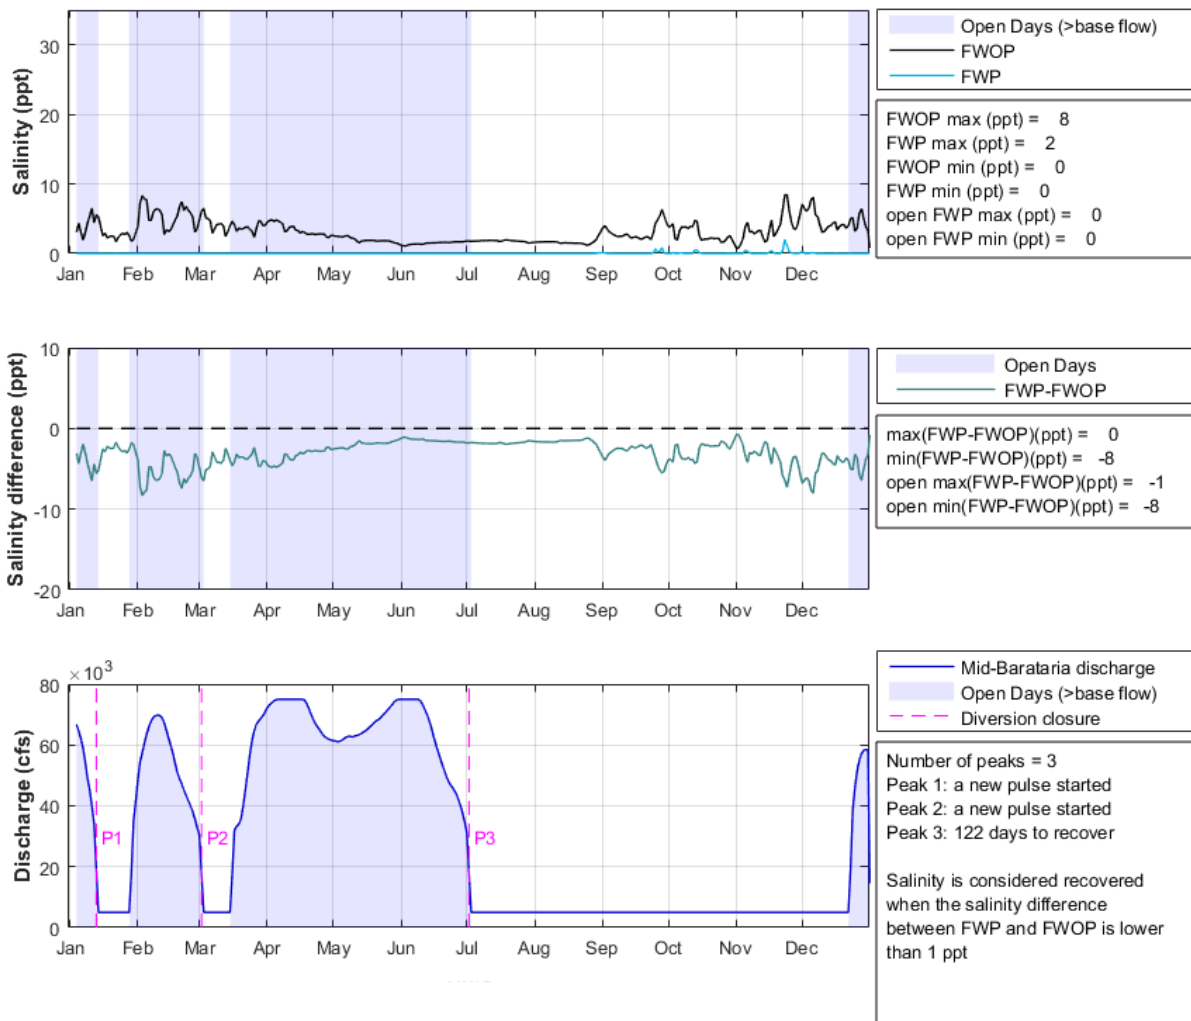 Salinity (ppt)
30
20
10
0
Jan Feb Mar Apr May Jun Jul Aug Sep Oct Nov Dec
Open Days (>base flow)
FWOP
FWP
FWOP max (ppt) = 8
FWP max (ppt) = 2
FWOP min (ppt) = 0
FWP min (ppt) = 0
open FWP max (ppt) = 0
open FWP min (ppt) = 0
Salinity difference (ppt)
10
0
-10
-20
Jan Feb Mar Apr May Jun Jul Aug Sep Oct Nov Dec
Open Days
FWP-FWOP
max(FWP-FWOP)(ppt) = 0
min(FWP-FWOP)(ppt) = -8
open max(FWP-FWOP)(ppt) = -1
open min(FWP-FWOP)(ppt) = -8
Discharge (cfs)
× 10³
80
60
40
20
0
P1 P2 P3
Jan Feb Mar Apr May Jun Jul Aug Sep Oct Nov Dec
Mid-Barataria discharge
Open Days (>base flow)
Diversion closure
Number of peaks = 3
Peak 1: a new pulse started
Peak 2: a new pulse started
Peak 3: 122 days to recover
Salinity is considered recovered
when the salinity difference
between FWP and FWOP is lower
than 1 ppt